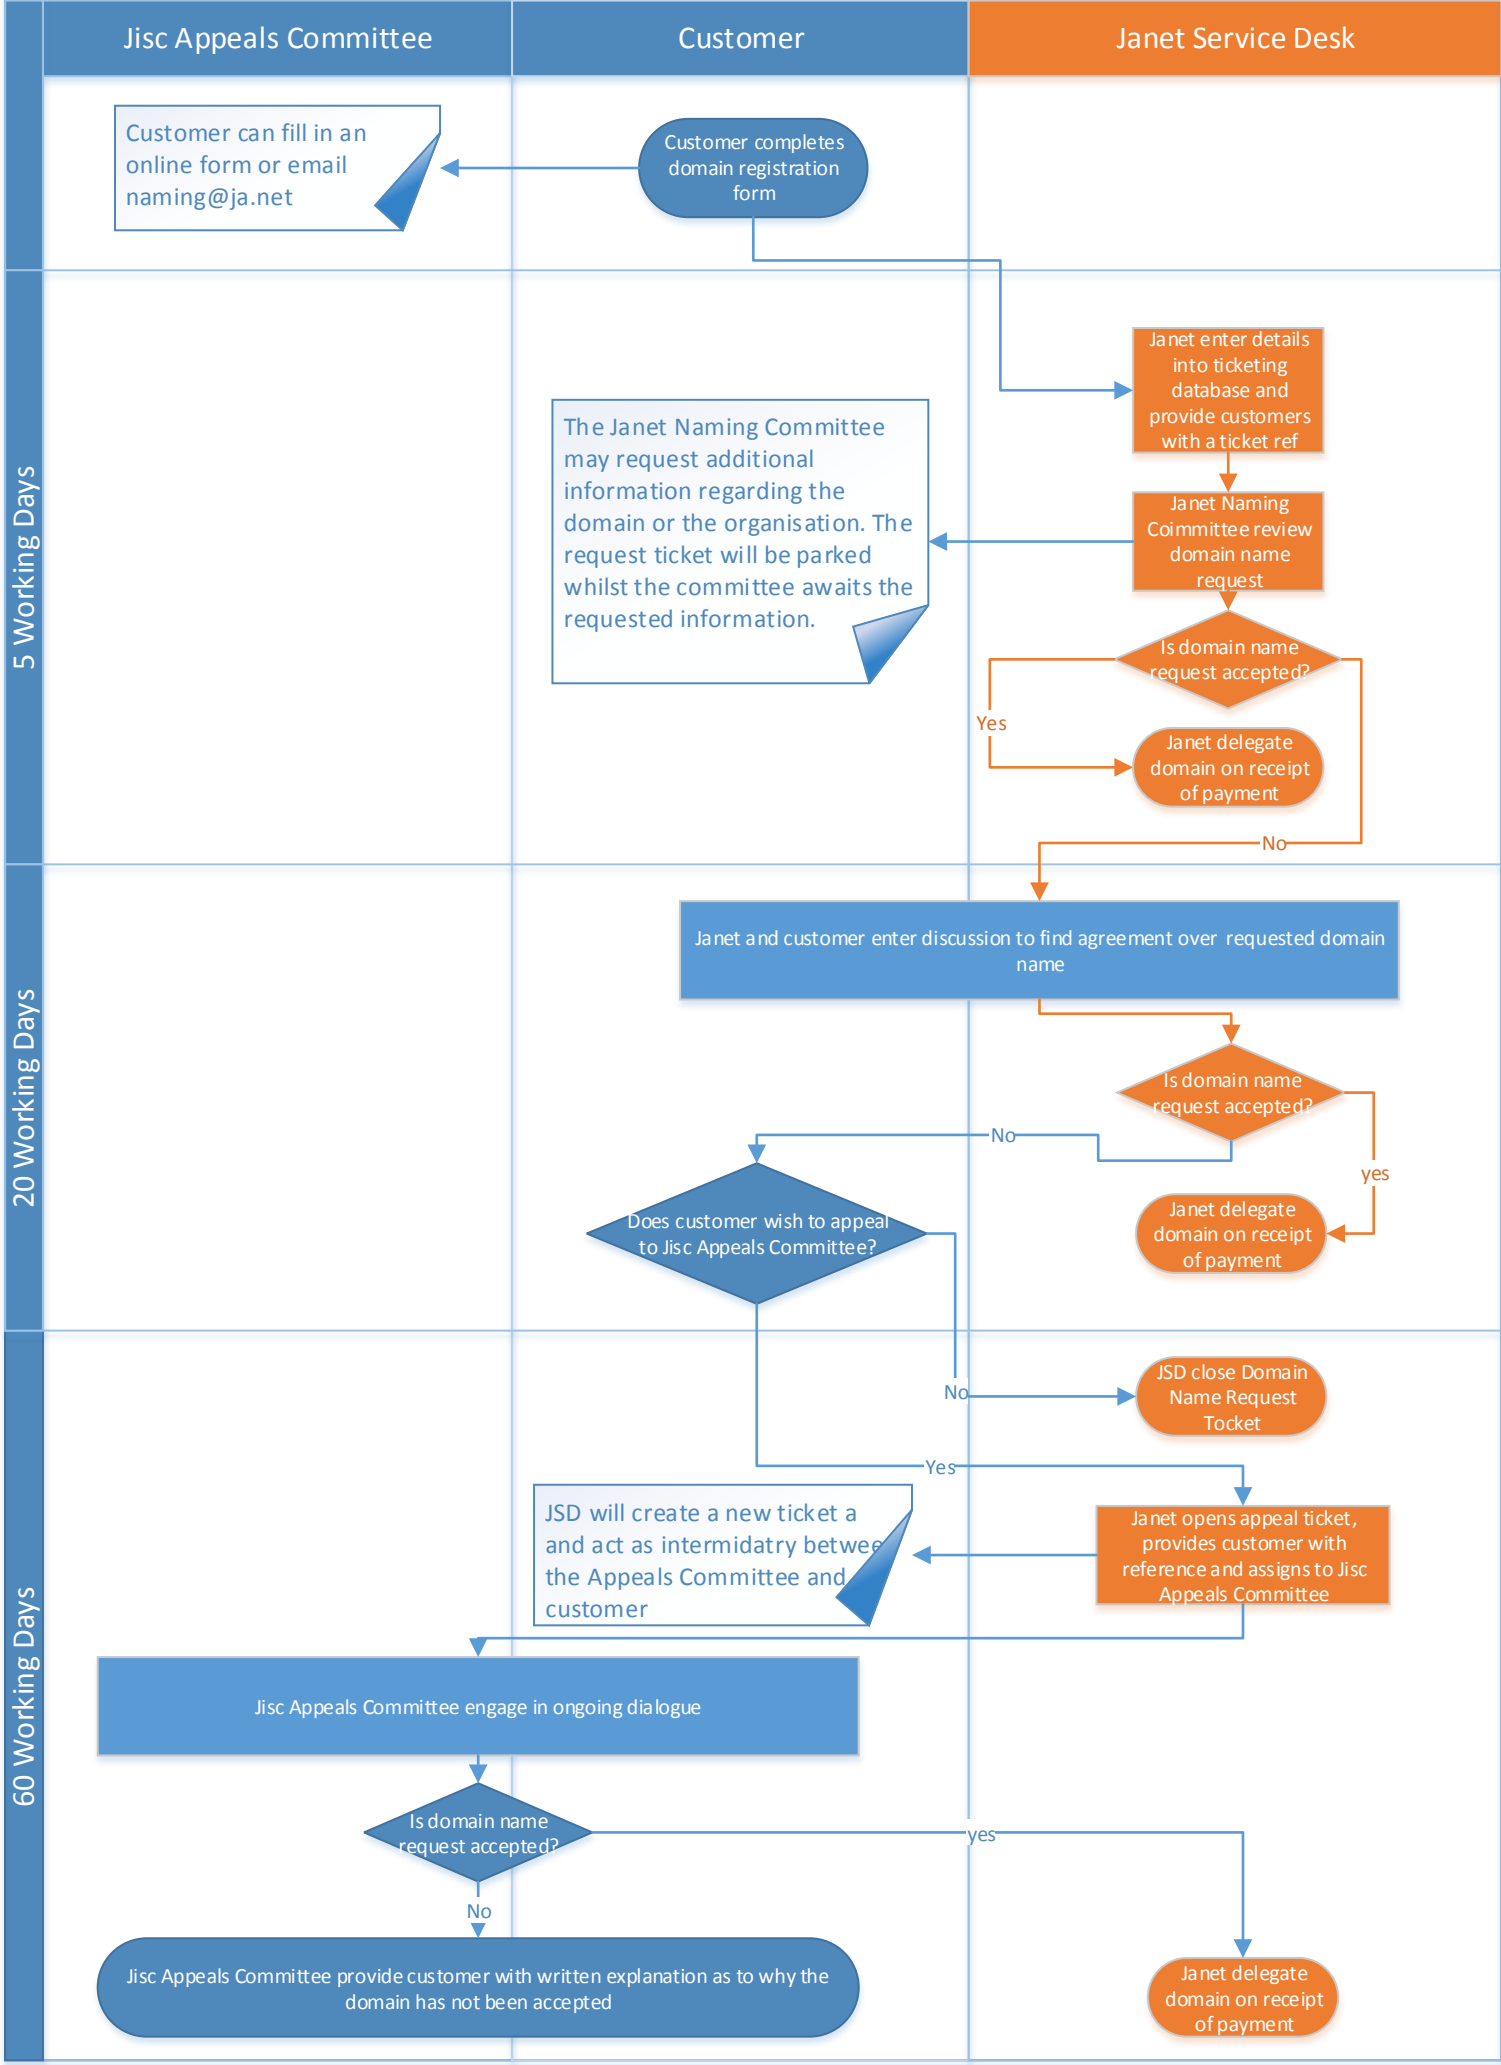 Jisc Appeals Committee
Customer
Janet Service Desk
Customer can fill in an
online form or email
naming@ja.net
Customer completes
domain registration
form
5 Working Days
Janet enter details
into ticketing
database and
provide customers
with a ticket ref
The Janet Naming Committee
may request additional
information regarding the
domain or the organisation. The
request ticket will be parked
whilst the committee awaits the
requested information.
Janet Naming
Coimmittee review
domain name
request
Is domain name
request accepted?
Yes
Janet delegate
domain on receipt
of payment
No
20 Working Days
Janet and customer enter discussion to find agreement over requested domain
name
Is domain name
request accepted?
No
yes
Does customer wish to appeal
to Jisc Appeals Committee?
Janet delegate
domain on receipt
of payment
60 Working Days
JSD close Domain
Name Request
Tocket
No
Yes
JSD will create a new ticket a
and act as intermidatry betwee
the Appeals Committee and
customer
Janet opens appeal ticket,
provides customer with
reference and assigns to Jisc
Appeals Committee
Jisc Appeals Committee engage in ongoing dialogue
Is domain name
request accepted?
yes
No
Jisc Appeals Committee provide customer with written explanation as to why the
domain has not been accepted
Janet delegate
domain on receipt
of payment